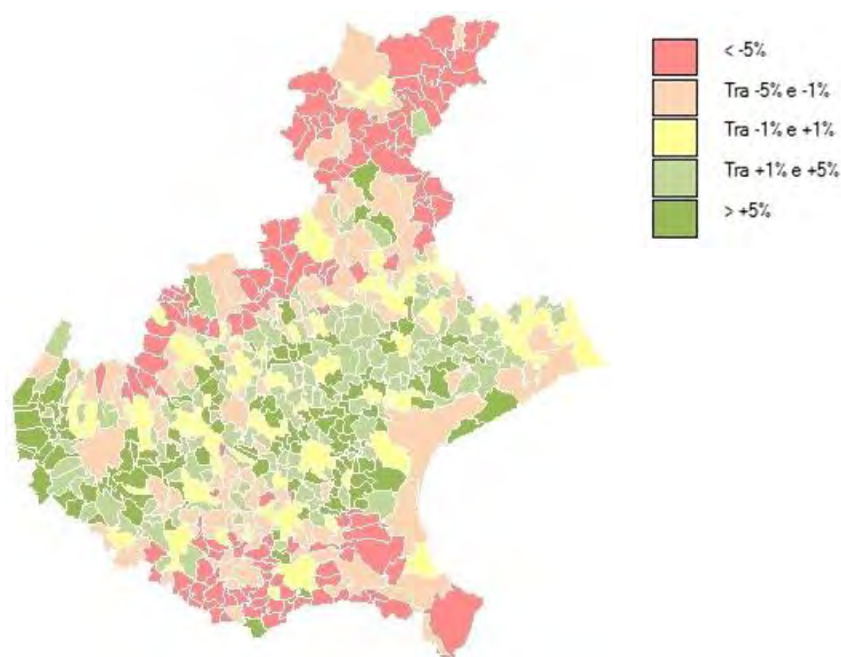 < -5%
Tra -5% e -1%
Tra -1% e +1%
Tra +1% e +5%
> +5%